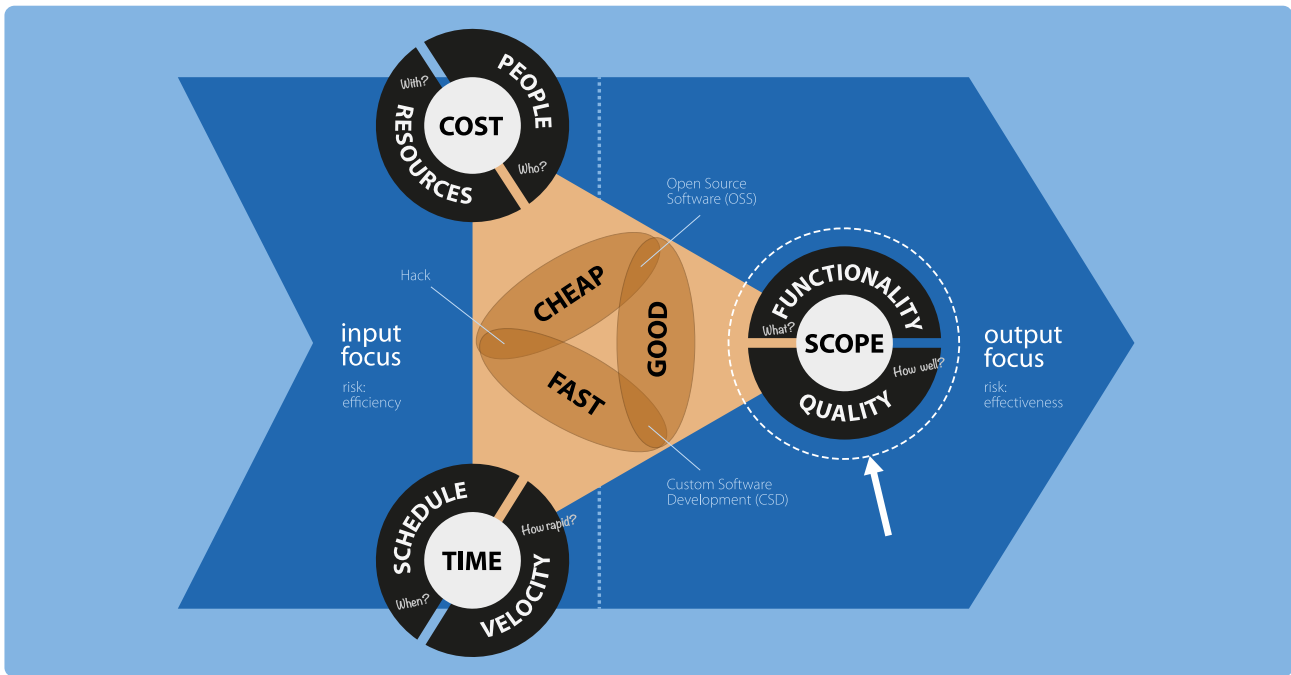 PEOPLE
With?
COST
RESOURCES
Who?
Open Source
Software (OSS)
Hack
CHEAP
GOOD
FAST
FUNCTIONALITY
What?
SCOPE
How well?
QUALITY
input
focus
risk:
efficiency
output
focus
risk:
effectiveness
Custom Software
Development (CSD)
SCHEDULE
How rapid?
TIME
When?
VELOCITY